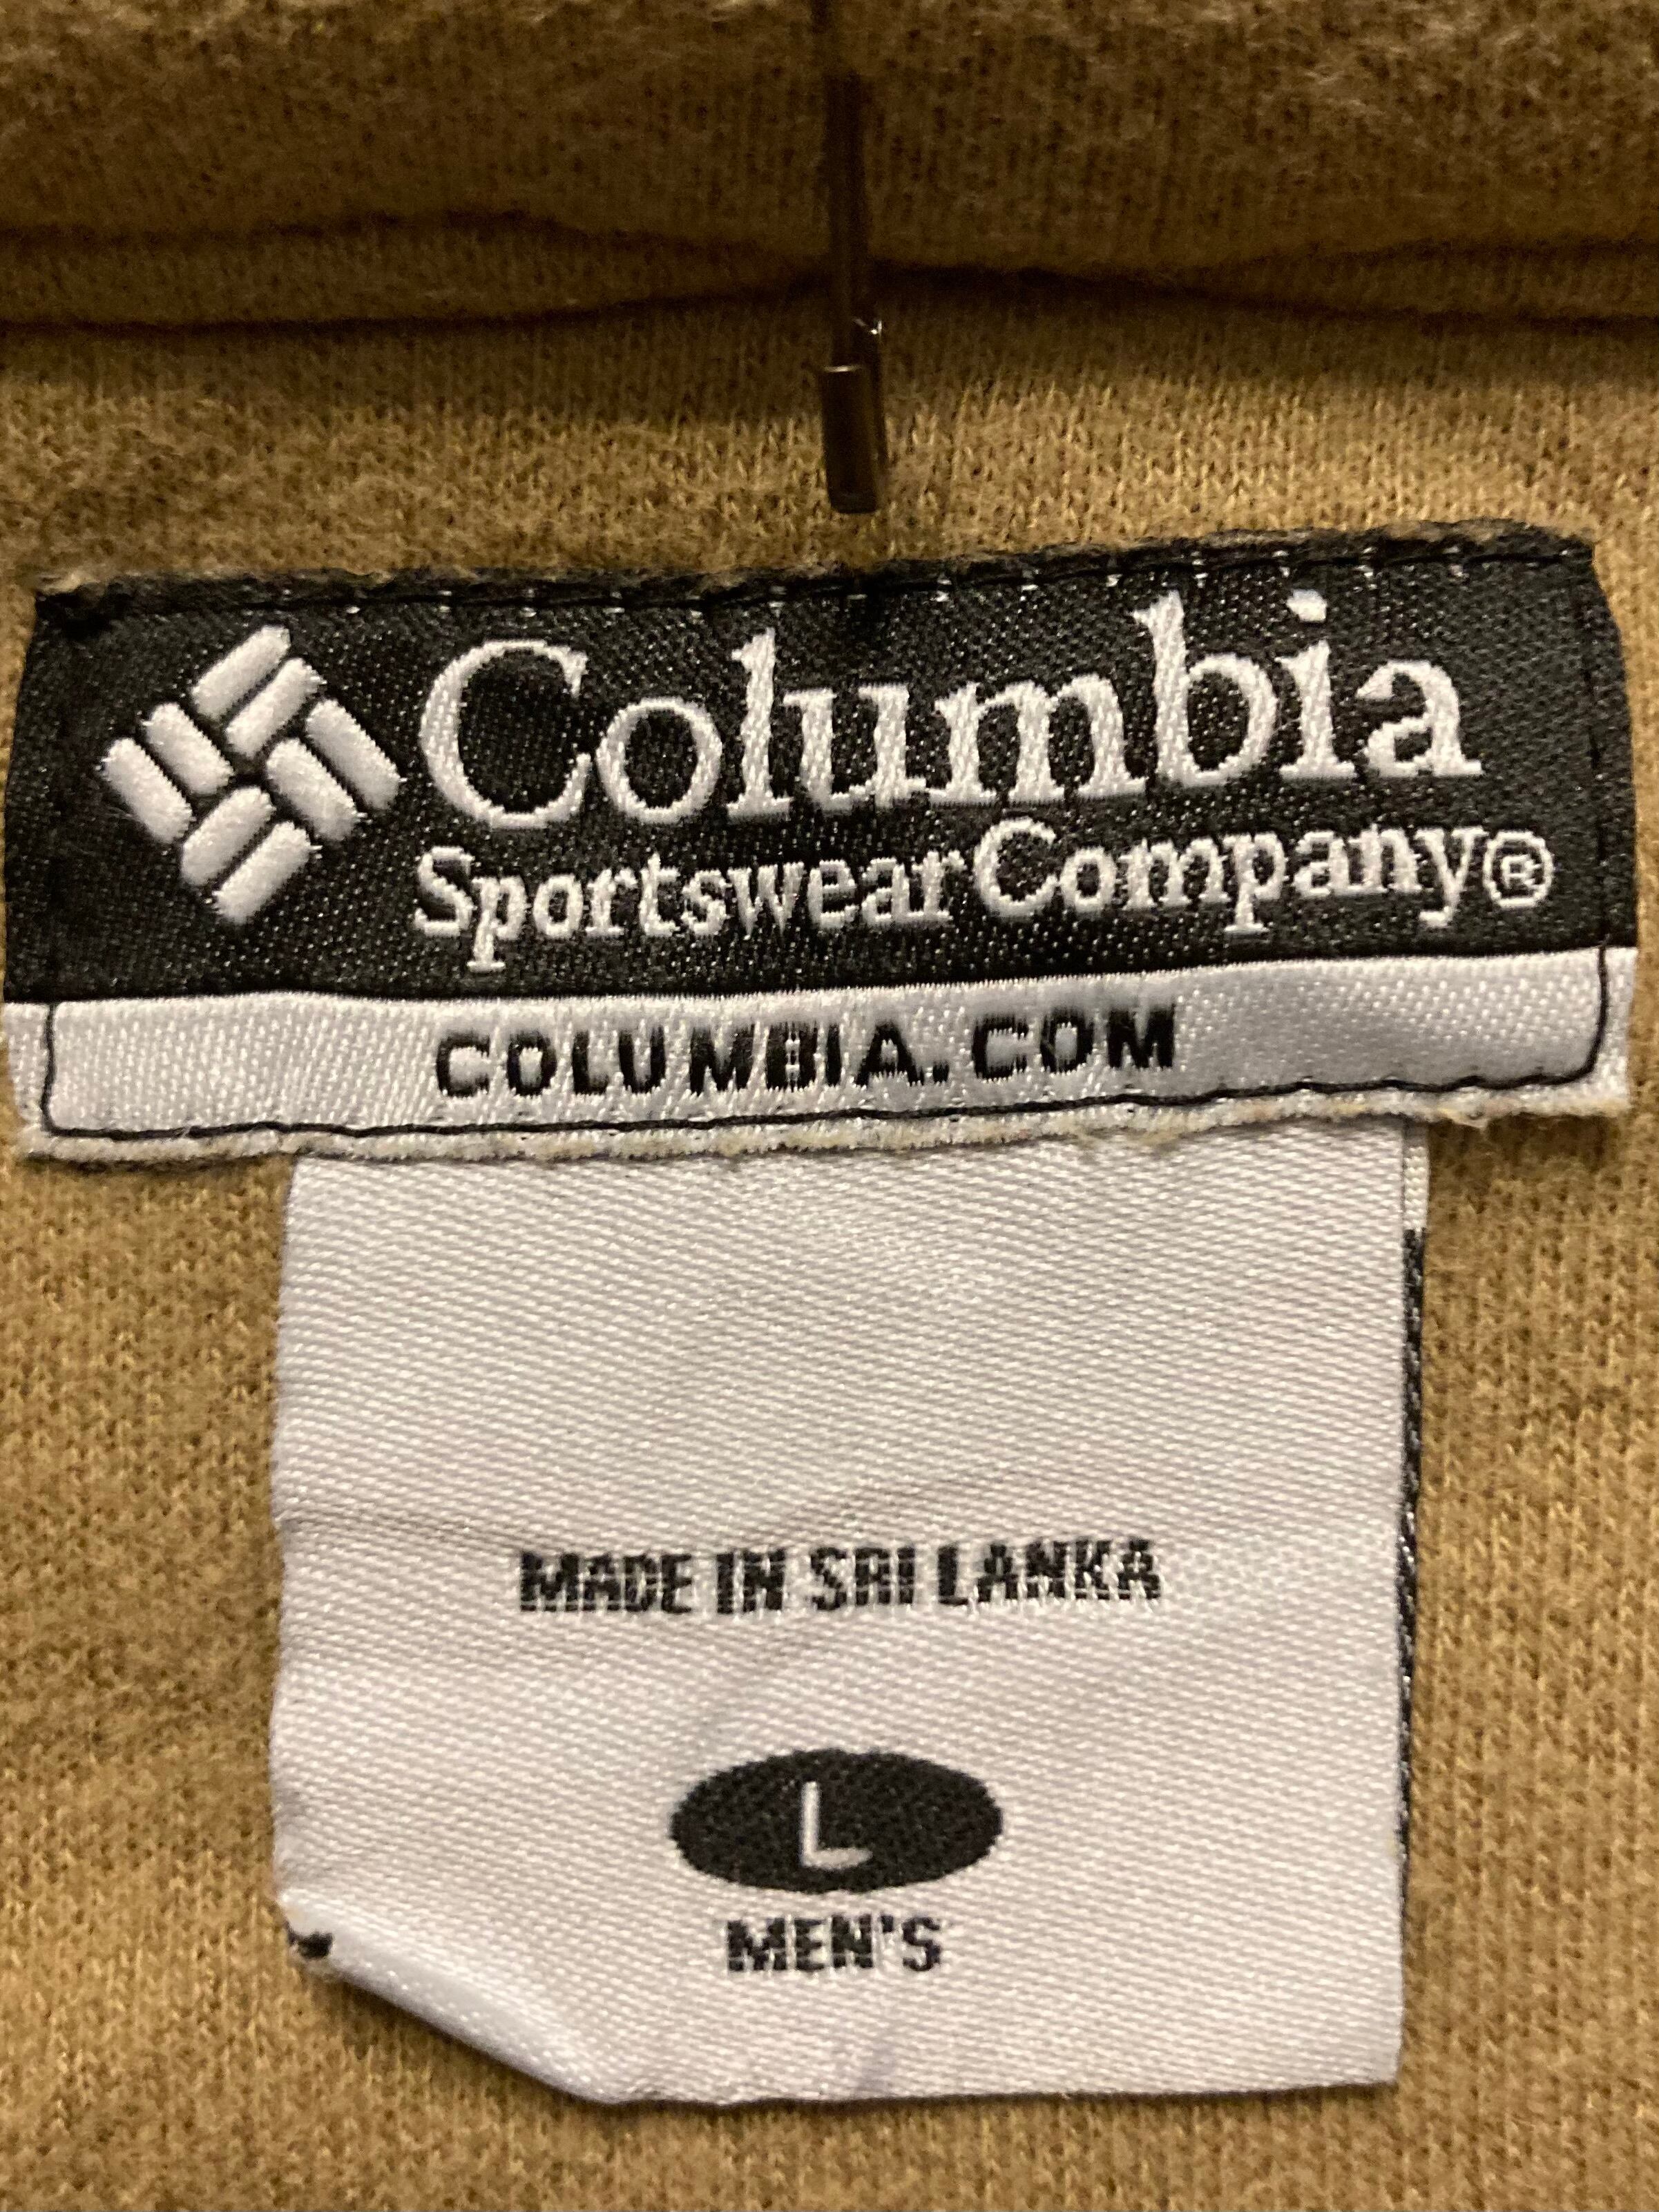 Columbia
Sportswear Company®
COLUMBIA.COM
MADE IN SRI LANKA
L
MEN'S